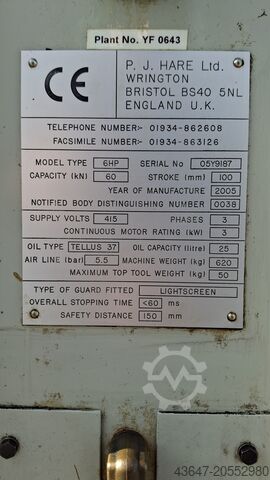 Plant No. YF 0643
CE
P. J. HARE Ltd.
WRINGTON
BRISTOL BS40 5NL
ENGLAND U.K.
TELEPHONE NUMBER:- 01934-862608
FACSIMILE NUMBER:- 01934-863126
MODEL TYPE 6HP SERIAL No 05Y9187
CAPACITY (kN) 60 STROKE (mm) 100
YEAR OF MANUFACTURE 2005
NOTIFIED BODY DISTINGUISHING NUMBER 0038
SUPPLY VOLTS 415 PHASES 3
CONTINUOUS MOTOR RATING (kW) 3
OIL TYPE TELLUS 37 OIL CAPACITY (litre) 25
AIR LINE (bar) 5.5 MACHINE WEIGHT (kg) 620
MAXIMUM TOP TOOL WEIGHT (kg) 50
TYPE OF GUARD FITTED LIGHTSCREEN
OVERALL STOPPING TIME <60 ms
SAFETY DISTANCE 150 mm
43647-20552980